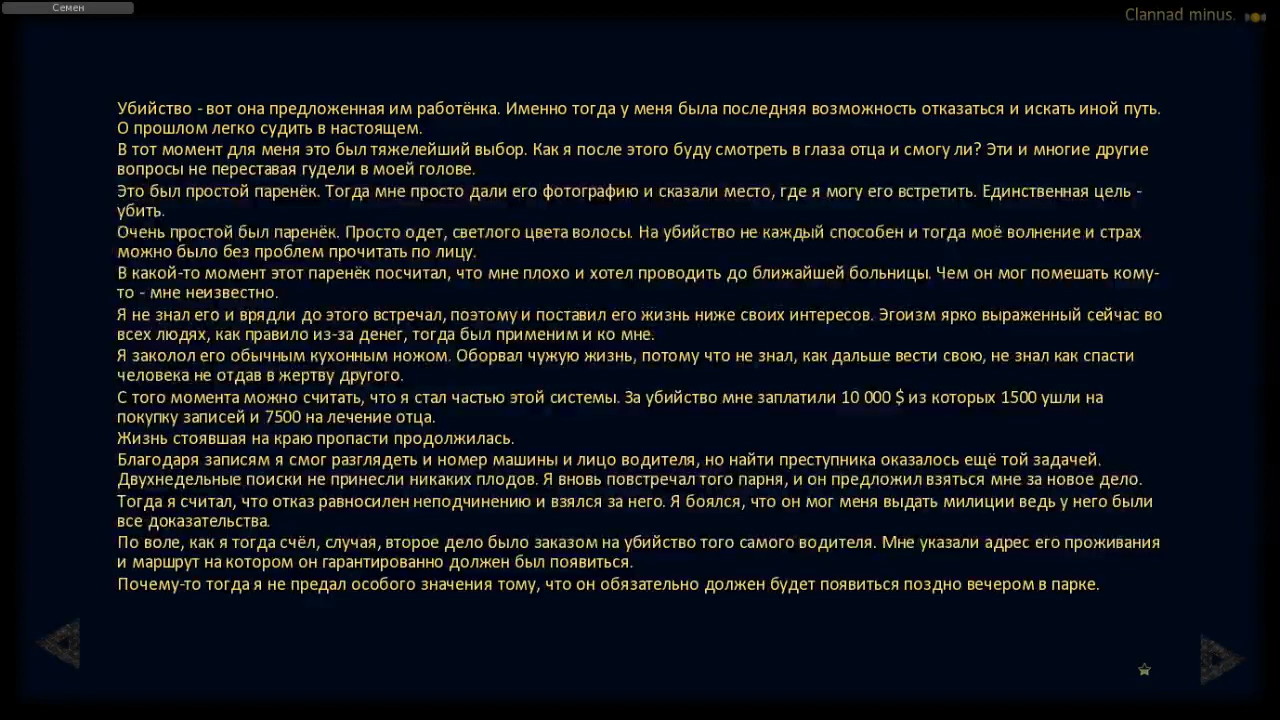 Семен
Clannad minus.
Убийство - вот она предложенная им работёнка. Именно тогда у меня была последняя возможность отказаться и искать иной путь.
О прошлом легко судить в настоящем.
В тот момент для меня это был тяжелейший выбор. Как я после этого буду смотреть в глаза отца и смогу ли? Эти и многие другие
вопросы не переставая гудели в моей голове.
Это был простой паренёк. Тогда мне просто дали его фотографию и сказали место, где я могу его встретить. Единственная цель -
убить.
Очень простой был паренёк. Просто одет, светлого цвета волосы. На убийство не каждый способен и тогда моё волнение и страх
можно было без проблем прочитать по лицу.
В какой-то момент этот паренёк посчитал, что мне плохо и хотел проводить до ближайшей больницы. Чем он мог помешать кому-
то - мне неизвестно.
Я не знал его и врядли до этого встречал, поэтому и поставил его жизнь ниже своих интересов. Эгоизм ярко выраженный сейчас во
всех людях, как правило из-за денег, тогда был применим и ко мне.
Я заколол его обычным кухонным ножом. Оборвал чужую жизнь, потому что не знал, как дальше вести свою, не знал как спасти
человека не отдав в жертву другого.
С того момента можно считать, что я стал частью этой системы. За убийство мне заплатили 10 000 $ из которых 1500 ушли на
покупку записей и 7500 на лечение отца.
Жизнь стоявшая на краю пропасти продолжилась.
Благодаря записям я смог разглядеть и номер машины и лицо водителя, но найти преступника оказалось ещё той задачей.
Двухнедельные поиски не принесли никаких плодов. Я вновь повстречал того парня, и он предложил взяться мне за новое дело.
Тогда я считал, что отказ равносилен неподчинению и взялся за него. Я боялся, что он мог меня выдать милиции ведь у него были
все доказательства.
По воле, как я тогда счёл, случая, второе дело было заказом на убийство того самого водителя. Мне указали адрес его проживания
и маршрут на котором он гарантированно должен был появиться.
Почему-то тогда я не предал особого значения тому, что он обязательно должен будет появиться поздно вечером в парке.